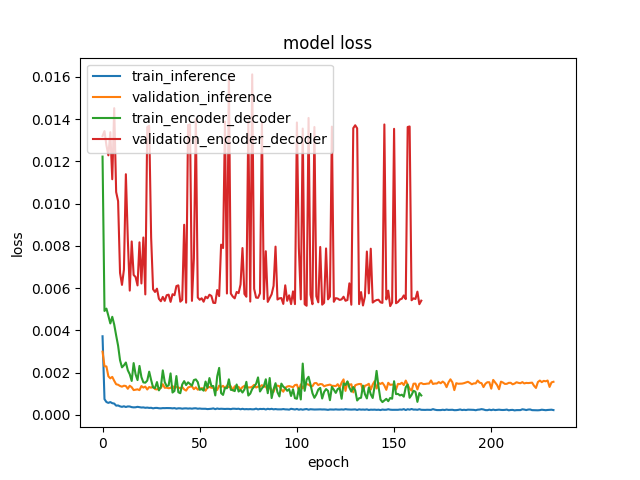 model loss
train_inference
validation_inference
train_encoder_decoder
validation_encoder_decoder
0.016
0.014
0.012
0.010
0.008
0.006
0.004
0.002
0.000
loss
0 50 100 150 200
epoch